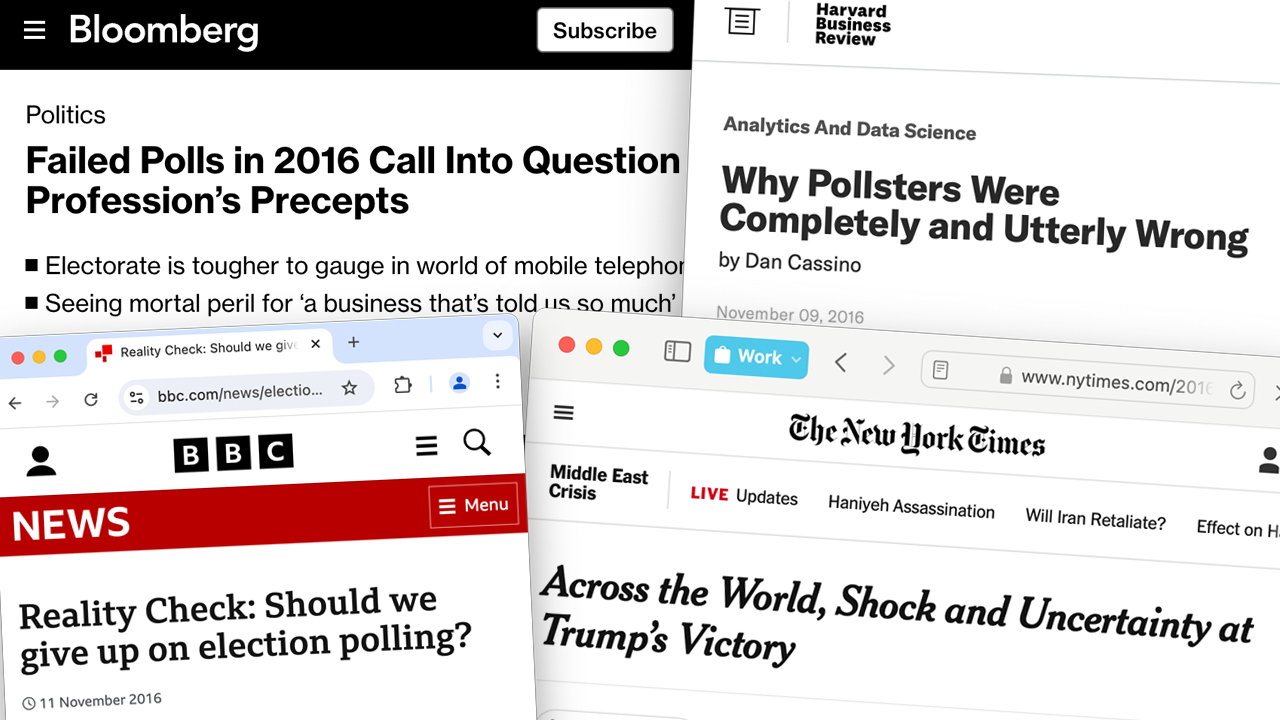 Bloomberg
Subscribe
Politics
Failed Polls in 2016 Call Into Question
Profession's Precepts
■ Electorate is tougher to gauge in world of mobile
■ Seeing mortal peril for ‘a business that’s told us so much’
Harvard
Business
Review
Analytics And Data Science
Why Pollsters Were
Completely and Utterly Wrong
by Dan Cassino
November 09, 2016
Reality Check: Should we
bbc.com/news/electio...
BBC
NEWS
Menu
Reality Check: Should we
give up on election polling?
11 November 2016
Work
www.nytimes.com/2016
The New York Times
Middle East
Crisis
LIVE Updates
Haniyeh Assassination
Will Iran Retaliate?
Effect on
Across the World, Shock and Uncertainty at
Trump's Victory